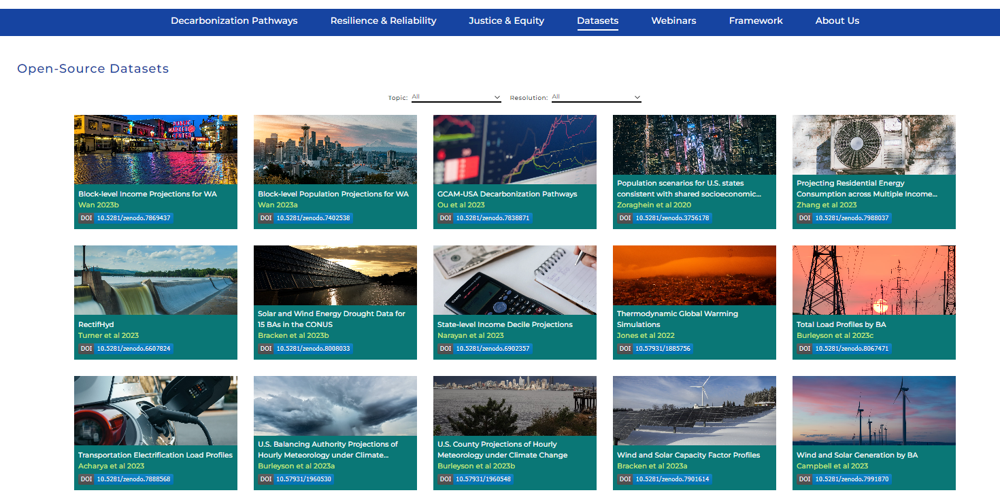 Decarbonization Pathways Resilience & Reliability Justice & Equity Datasets Webinars Framework About Us
Open-Source Datasets
Topic: All Resolution: All
PUBLIC
MARKET
CENTER
Block-level Income Projections for WA
Wan 2023b
DOI 10.5281/zenodo.7869437
Block-level Population Projections for WA
Wan 2023a
DOI 10.5281/zenodo.7402538
GCAM-USA Decarbonization Pathways
Ou et al 2023
DOI 10.5281/zenodo.7838871
Population scenarios for U.S. states
consistent with shared socioeconomic...
Zoraghein et al 2020
DOI 10.5281/zenodo.3756178
Projecting Residential Energy
Consumption across Multiple Income...
Zhang et al 2023
DOI 10.5281/zenodo.7988037
RectifHyd
Turner et al 2023
DOI 10.5281/zenodo.6607824
Solar and Wind Energy Drought Data for
15 BAs in the CONUS
Bracken et al 2023b
DOI 10.5281/zenodo.8008033
CASIO
State-level Income Decile Projections
Narayan et al 2023
DOI 10.5281/zenodo.6902357
Thermodynamic Global Warming
Simulations
Jones et al 2022
DOI 10.57931/1885756
Total Load Profiles by BA
Burleyson et al 2023c
DOI 10.5281/zenodo.8067471
Transportation Electrification Load Profiles
Acharya et al 2023
DOI 10.5281/zenodo.7888568
U.S. Balancing Authority Projections of
Hourly Meteorology under Climate...
Burleyson et al 2023a
DOI 10.57931/1960530
U.S. County Projections of Hourly
Meteorology under Climate Change
Burleyson et al 2023b
DOI 10.57931/1960548
Wind and Solar Capacity Factor Profiles
Bracken et al 2023a
DOI 10.5281/zenodo.7901614
Wind and Solar Generation by BA
Campbell et al 2023
DOI 10.5281/zenodo.7991870